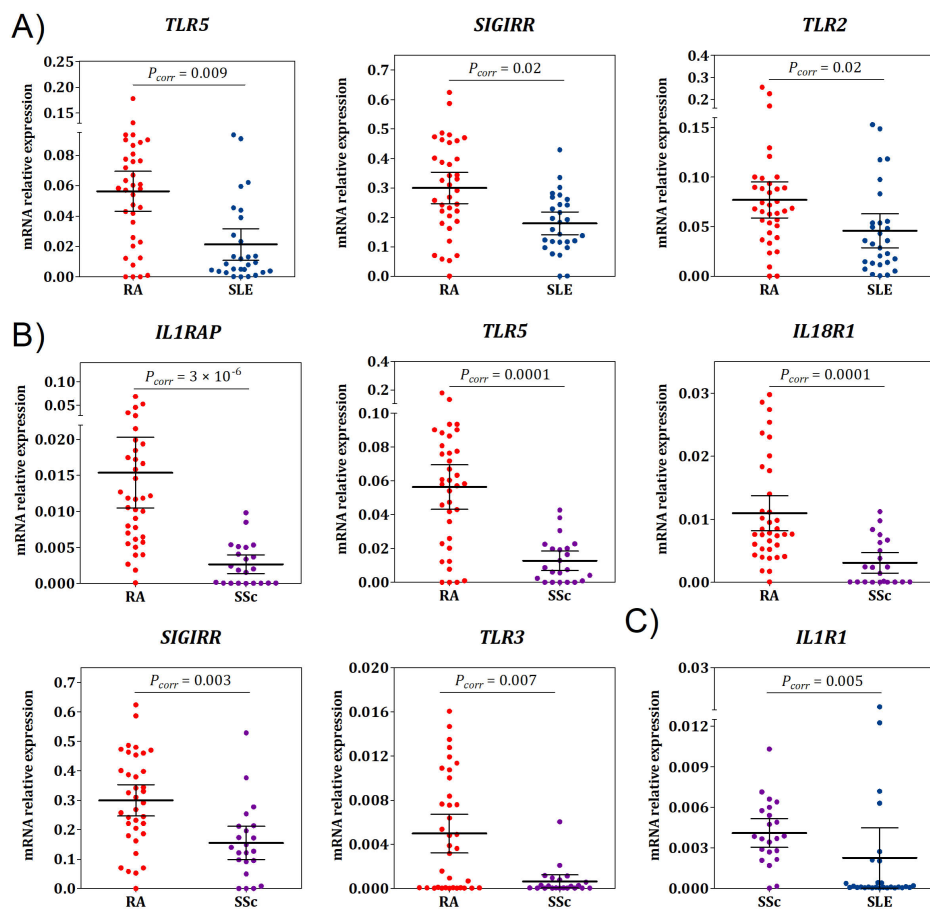 A)
TLR5
SIGIRR
TLR2
mRNA relative expression
0.25
0.15
0.08
0.06
0.04
0.02
0.00
P_corr = 0.009
RA
SLE
mRNA relative expression
0.7
0.6
0.5
0.4
0.3
0.2
0.1
0.0
P_corr = 0.02
RA
SLE
mRNA relative expression
0.4
0.3
0.2
0.1
0.15
0.10
0.05
0.00
P_corr = 0.02
RA
SLE
B)
IL1RAP
TLR5
IL18R1
mRNA relative expression
0.10
0.05
0.020
0.015
0.010
0.005
0.000
P_corr = 3 × 10⁻⁶
RA
SSc
mRNA relative expression
0.4
0.2
0.10
0.08
0.06
0.04
0.02
0.00
P_corr = 0.0001
RA
SSc
mRNA relative expression
0.03
0.02
0.01
0.00
P_corr = 0.0001
RA
SSc
SIGIRR
TLR3
C)
IL1R1
mRNA relative expression
0.7
0.6
0.5
0.4
0.3
0.2
0.1
0.0
P_corr = 0.003
RA
SSc
mRNA relative expression
0.020
0.016
0.012
0.008
0.004
0.000
P_corr = 0.007
RA
SSc
mRNA relative expression
0.03
0.012
0.009
0.006
0.003
0.000
P_corr = 0.005
SSc
SLE